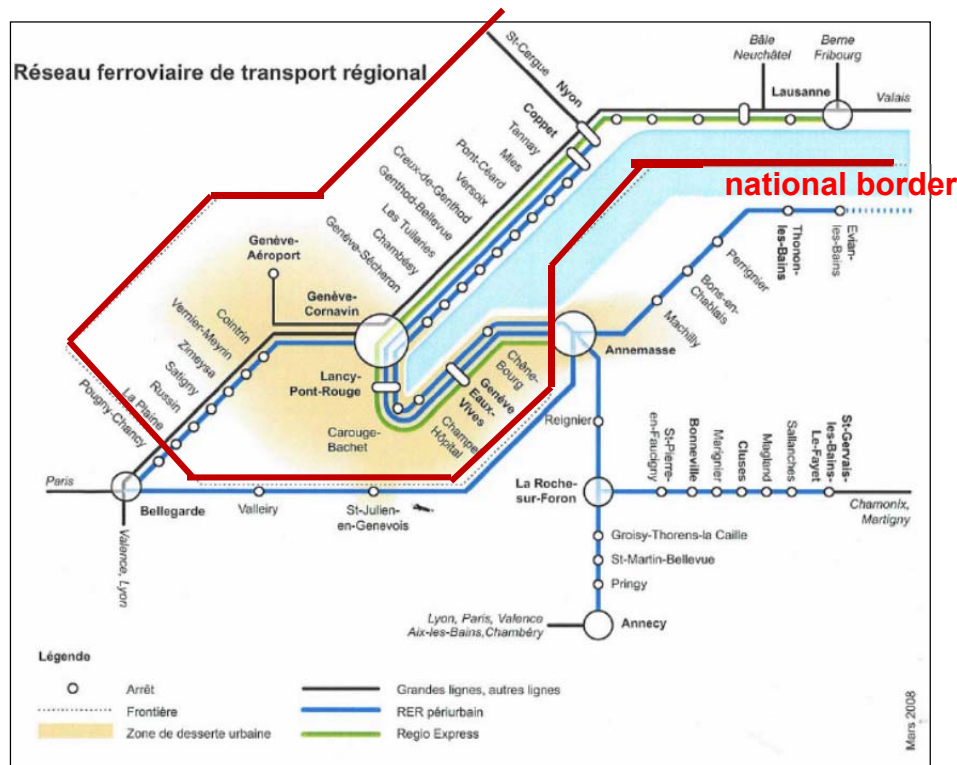 Réseau ferroviaire de transport régional
St-Cergue
Nyon
Coppet
Tannay
Mies
Pont-Céard
Versoix
Creux-de-Genthod
Genthod-Bellevue
Les Tuileries
Chambésy
Genève-Sécheron
Bâle
Neuchâtel
Berne
Fribourg
Lausanne
Valais
national border
Genève-
Aéroport
Genève-
Cornavin
Cointrin
Vernier-Meyrin
Zimeysa
Satigny
Russin
La Plaine
Pougny-Chancy
Lancy-
Pont-Rouge
Carouge-
Bachet
Champel
Hôpital
Genève
Eaux-
Vives
Chêne-
Bourg
Annemasse
Machilly
Bons-en-
Chablais
Perrignier
Thonon-
les-Bains
Evian-
les-Bains
Paris
Bellegarde
Valence, Lyon
Valleiry
St-Julien-
en-Genevois
Reignier
La Roche-
sur-Foron
St-Pierre-
en-Faucigny
Bonneville
Marignier
Cluses
Magland
Sallanches
St-Gervais-
les-Bains-
Le-Fayet
Chamonix,
Martigny
Groisy-Thorens-la Caille
St-Martin-Bellevue
Pringy
Annecy
Lyon, Paris, Valence
Aix-les-Bains,Chambéry
Légende
Arrêt
Frontière
Zone de desserte urbaine
Grandes lignes, autres lignes
RER périurbain
Regio Express
Mars 2008